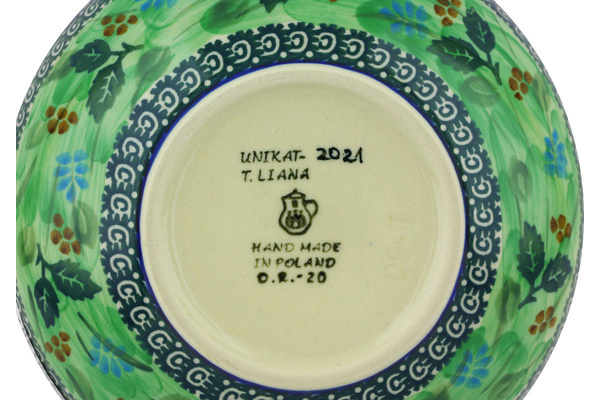 UNIKAT- 2021
T. LIANA
HAND MADE
IN POLAND
D.R.-20